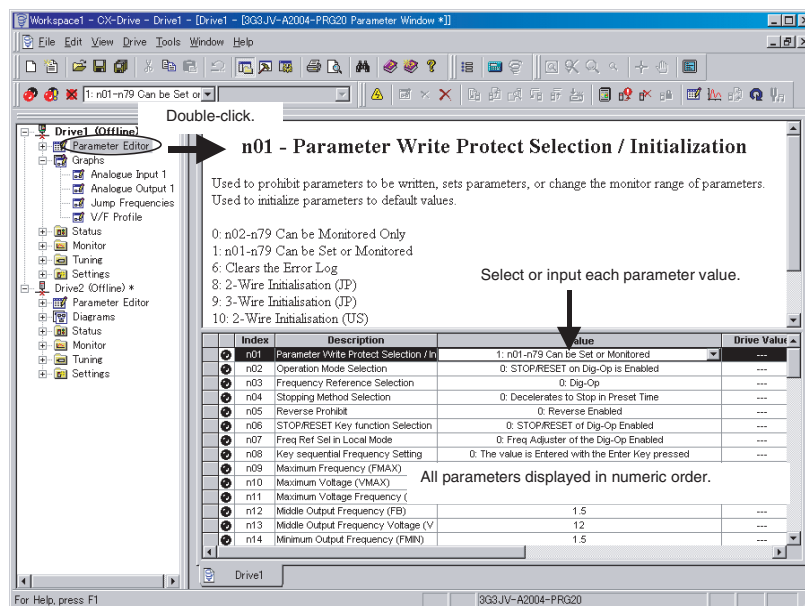 Workspace1 - CX-Drive - Drive1 - [Drive1 - [3G3JV-A2004-PRG20 Parameter Window *]]
File Edit View Drive Tools Window Help
1: n01-n79 Can be Set or
Double-click.
Drive1 (Offline)
Parameter Editor
Graphs
Analogue Input 1
Analogue Output 1
Jump Frequencies
V/F Profile
Status
Monitor
Tuning
Settings
Drive2 (Offline) *
Parameter Editor
Diagrams
Status
Monitor
Tuning
Settings
n01 - Parameter Write Protect Selection / Initialization
Used to prohibit parameters to be written, sets parameters, or change the monitor range of parameters.
Used to initialize parameters to default values.
0: n02-n79 Can be Monitored Only
1: n01-n79 Can be Set or Monitored
6: Clears the Error Log
8: 2-Wire Initialisation (JP)
9: 3-Wire Initialisation (JP)
10: 2-Wire Initialisation (US)
Select or input each parameter value.
Index Description Value Drive Value
n01 Parameter Write Protect Selection / In 1: n01-n79 Can be Set or Monitored ---
n02 Operation Mode Selection 0: STOP/RESET on Dig-Op is Enabled ---
n03 Frequency Reference Selection 0: Dig-Op ---
n04 Stopping Method Selection 0: Decelerates to Stop in Preset Time ---
n05 Reverse Prohibit 0: Reverse Enabled ---
n06 STOP/RESET Key function Selection 0: STOP/RESET of Dig-Op Enabled ---
n07 Freq Ref Sel in Local Mode 0: Freq Adjuster of the Dig-Op Enabled ---
n08 Key sequential Frequency Setting 0: The value is Entered with the Enter Key pressed ---
n09 Maximum Frequency (FMAX)
n10 Maximum Voltage (VMAX)
n11 Maximum Voltage Frequency (
All parameters displayed in numeric order.
n12 Middle Output Frequency (FB) 1.5 ---
n13 Middle Output Frequency Voltage (V 12 ---
n14 Minimum Output Frequency (FMIN) 1.5 ---
Drive1
For Help, press F1
3G3JV-A2004-PRG20